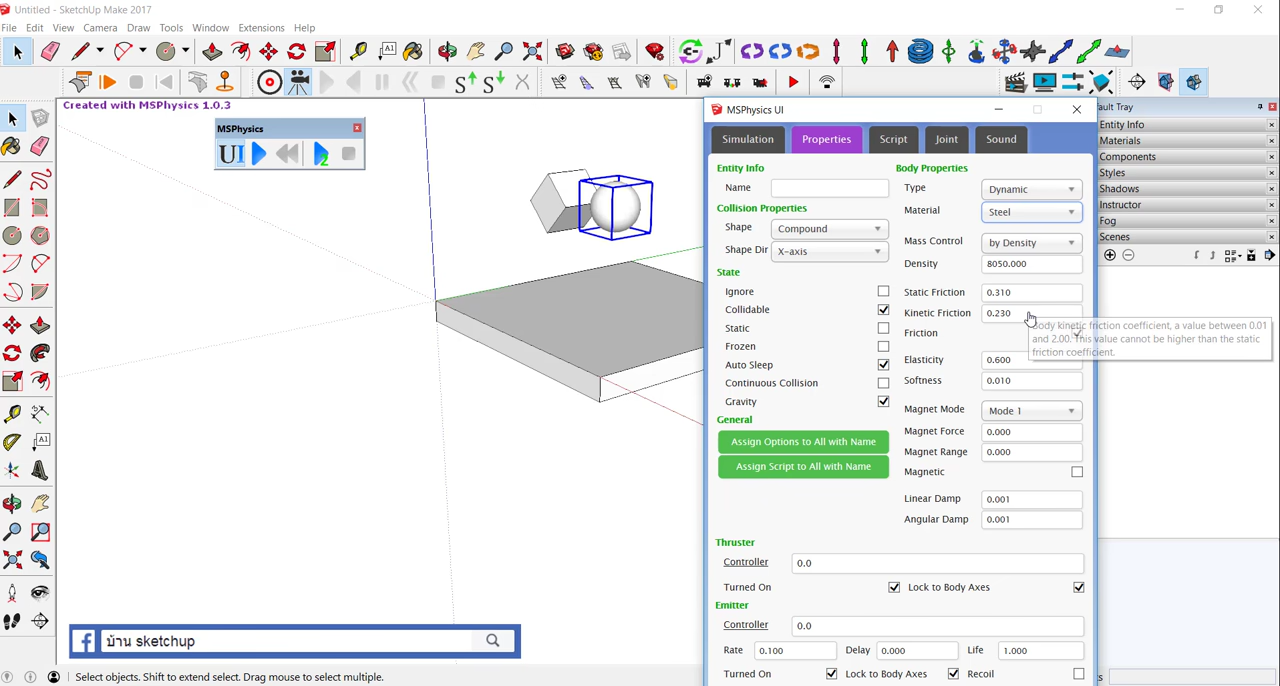 Untitled - SketchUp Make 2017
File Edit View Camera Draw Tools Window Extensions Help
Created with MSPhysics 1.0.3
MSPhysics
UI
2
MSPhysics UI
Simulation Properties Script Joint Sound
Entity Info
Name
Collision Properties
Shape Compound
Shape Dir X-axis
State
Ignore
Collidable
Static
Frozen
Auto Sleep
Continuous Collision
Gravity
General
Assign Options to All with Name
Assign Script to All with Name
Body Properties
Type Dynamic
Material Steel
Mass Control by Density
Density 8050.000
Static Friction 0.310
Kinetic Friction 0.230
Friction
Body kinetic friction coefficient, a value between 0.01
and 2.00. This value cannot be higher than the static
friction coefficient.
Elasticity 0.600
Softness 0.010
Magnet Mode Mode 1
Magnet Force 0.000
Magnet Range 0.000
Magnetic
Linear Damp 0.001
Angular Damp 0.001
Thruster
Controller 0.0
Turned On Lock to Body Axes
Emitter
Controller 0.0
Rate 0.100 Delay 0.000 Life 1.000
Turned On Lock to Body Axes Recoil
ault Tray
Entity Info
Materials
Components
Styles
Shadows
Instructor
Fog
Scenes
f บ้าน sketchup
Select objects. Shift to extend select. Drag mouse to select multiple.